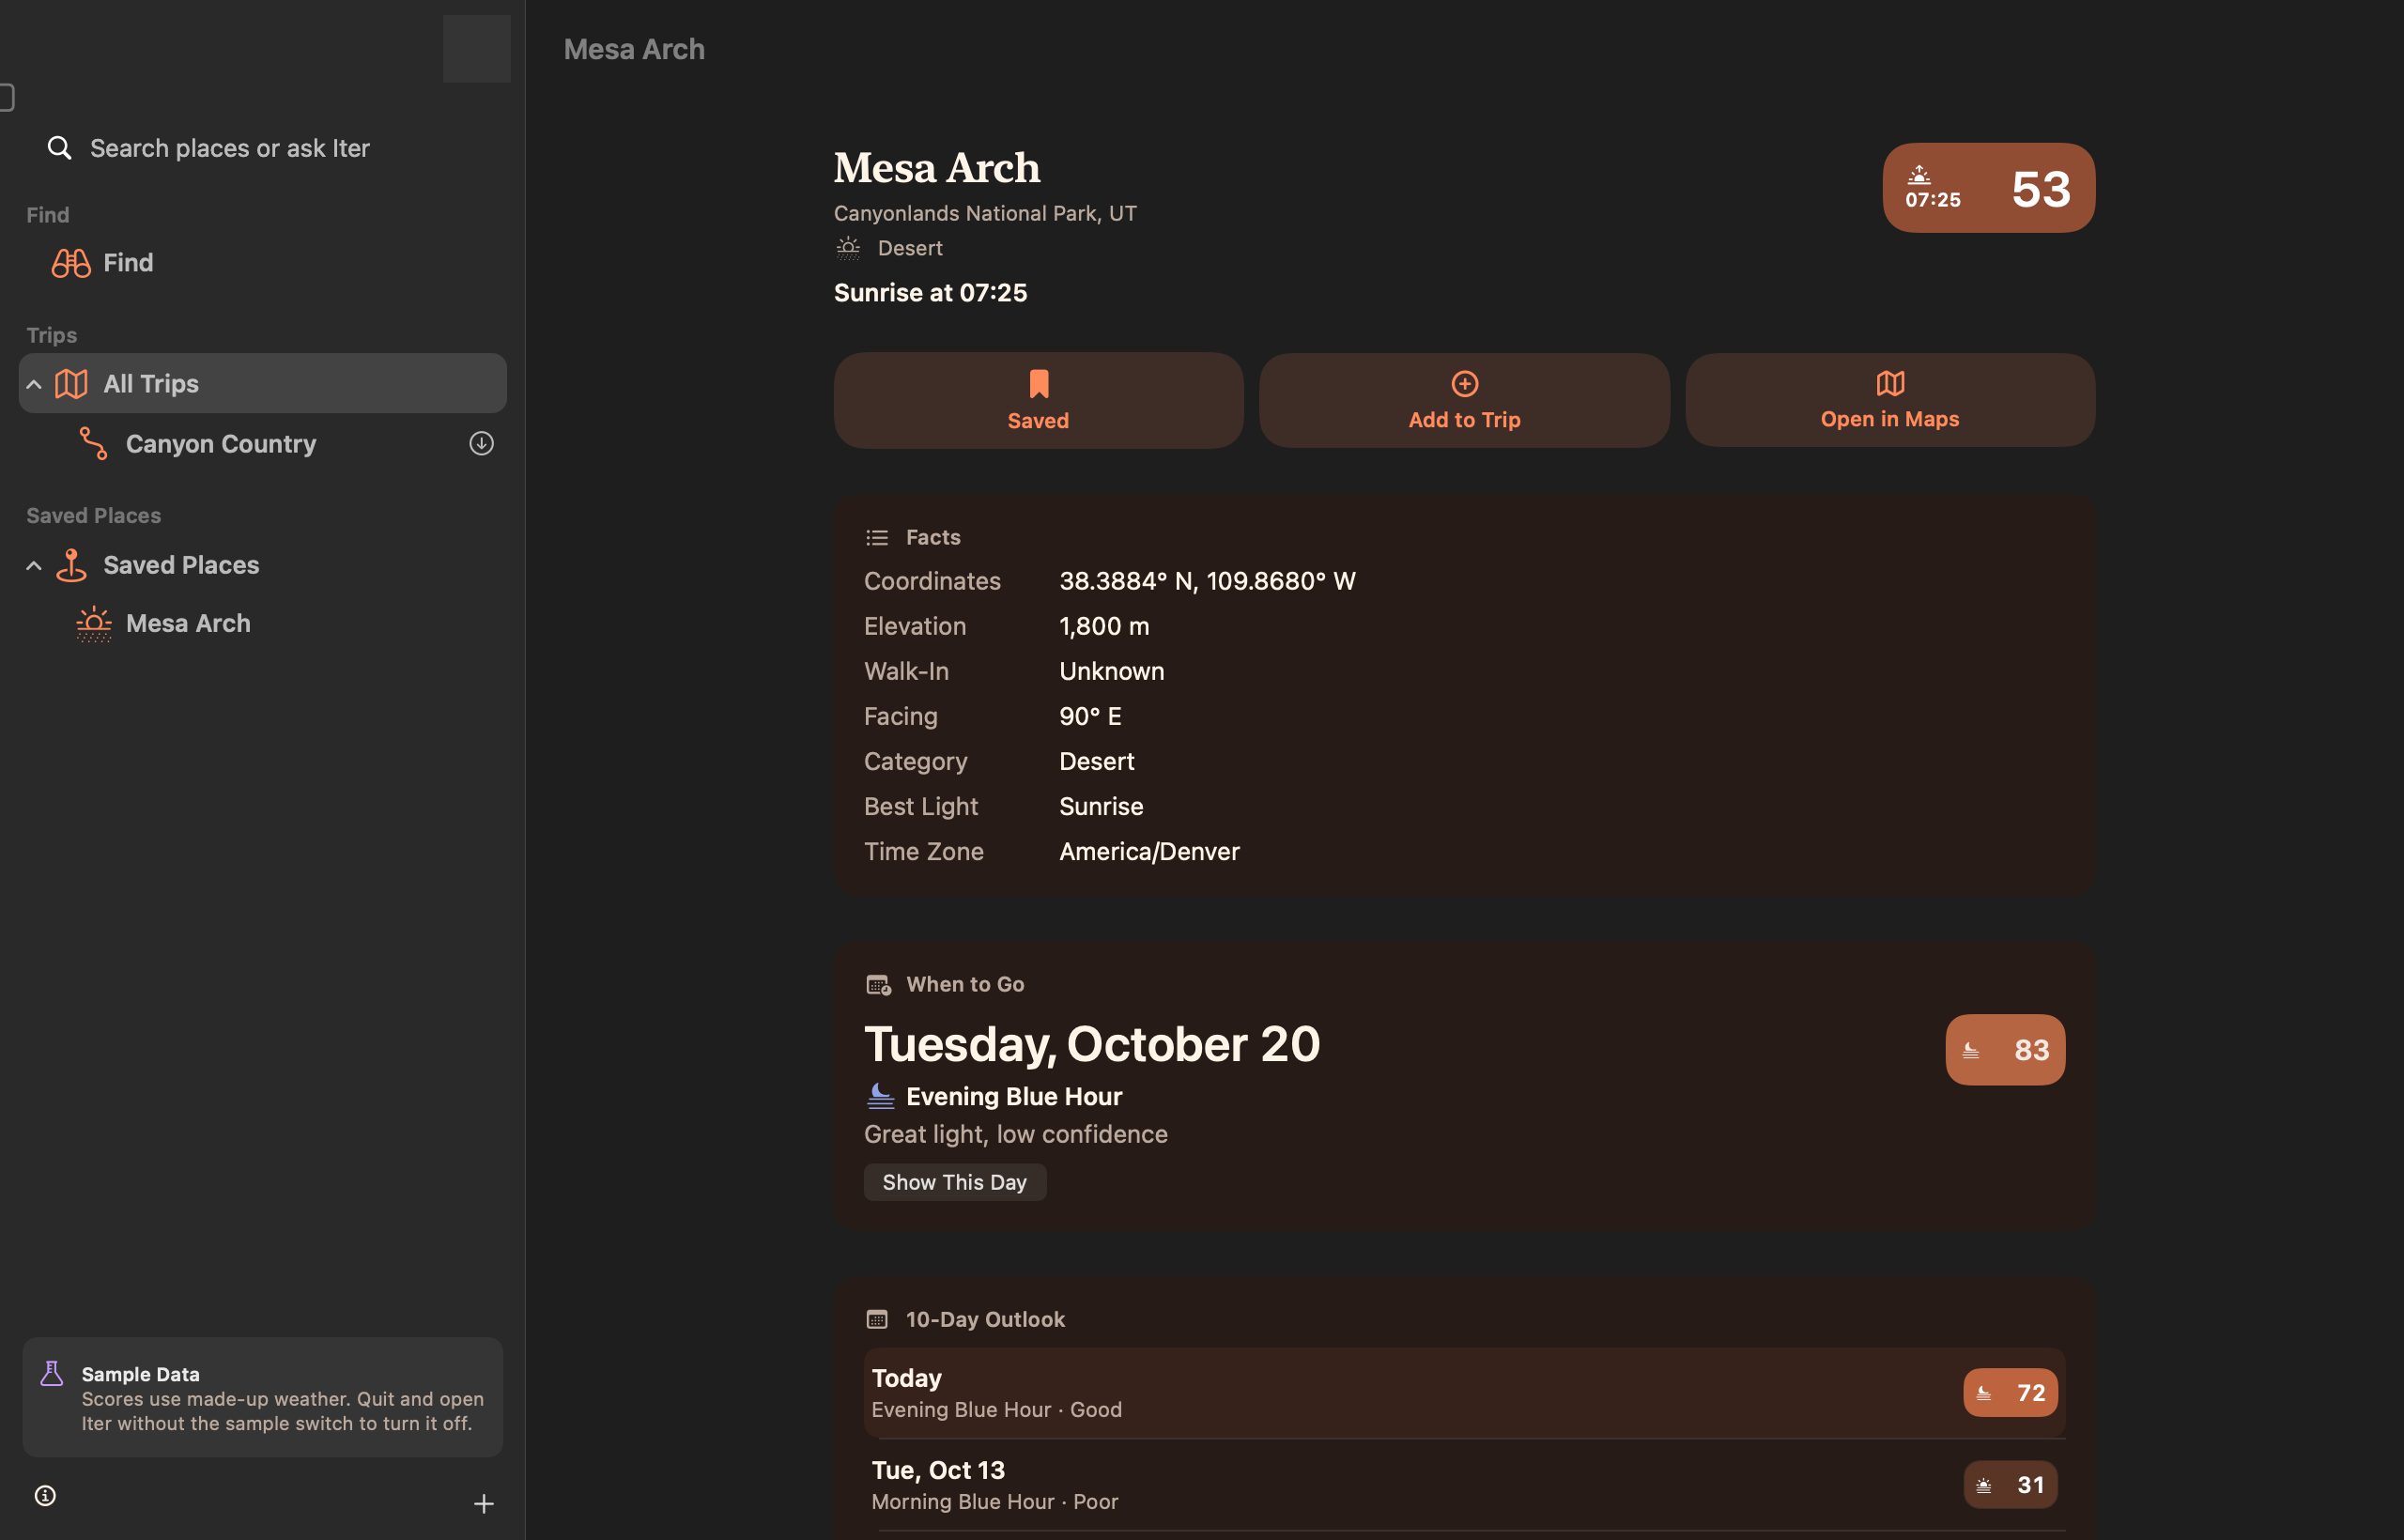 Mesa Arch
Search places or ask Iter
Find
Find
Trips
All Trips
Canyon Country
Saved Places
Saved Places
Mesa Arch
Sample Data
Scores use made-up weather. Quit and open
Iter without the sample switch to turn it off.
Mesa Arch
Canyonlands National Park, UT
Desert
Sunrise at 07:25
07:25
53
Saved
Add to Trip
Open in Maps
Facts
Coordinates 38.3884° N, 109.8680° W
Elevation 1,800 m
Walk-In Unknown
Facing 90° E
Category Desert
Best Light Sunrise
Time Zone America/Denver
When to Go
Tuesday, October 20
83
Evening Blue Hour
Great light, low confidence
Show This Day
10-Day Outlook
Today
Evening Blue Hour · Good
72
Tue, Oct 13
Morning Blue Hour · Poor
31